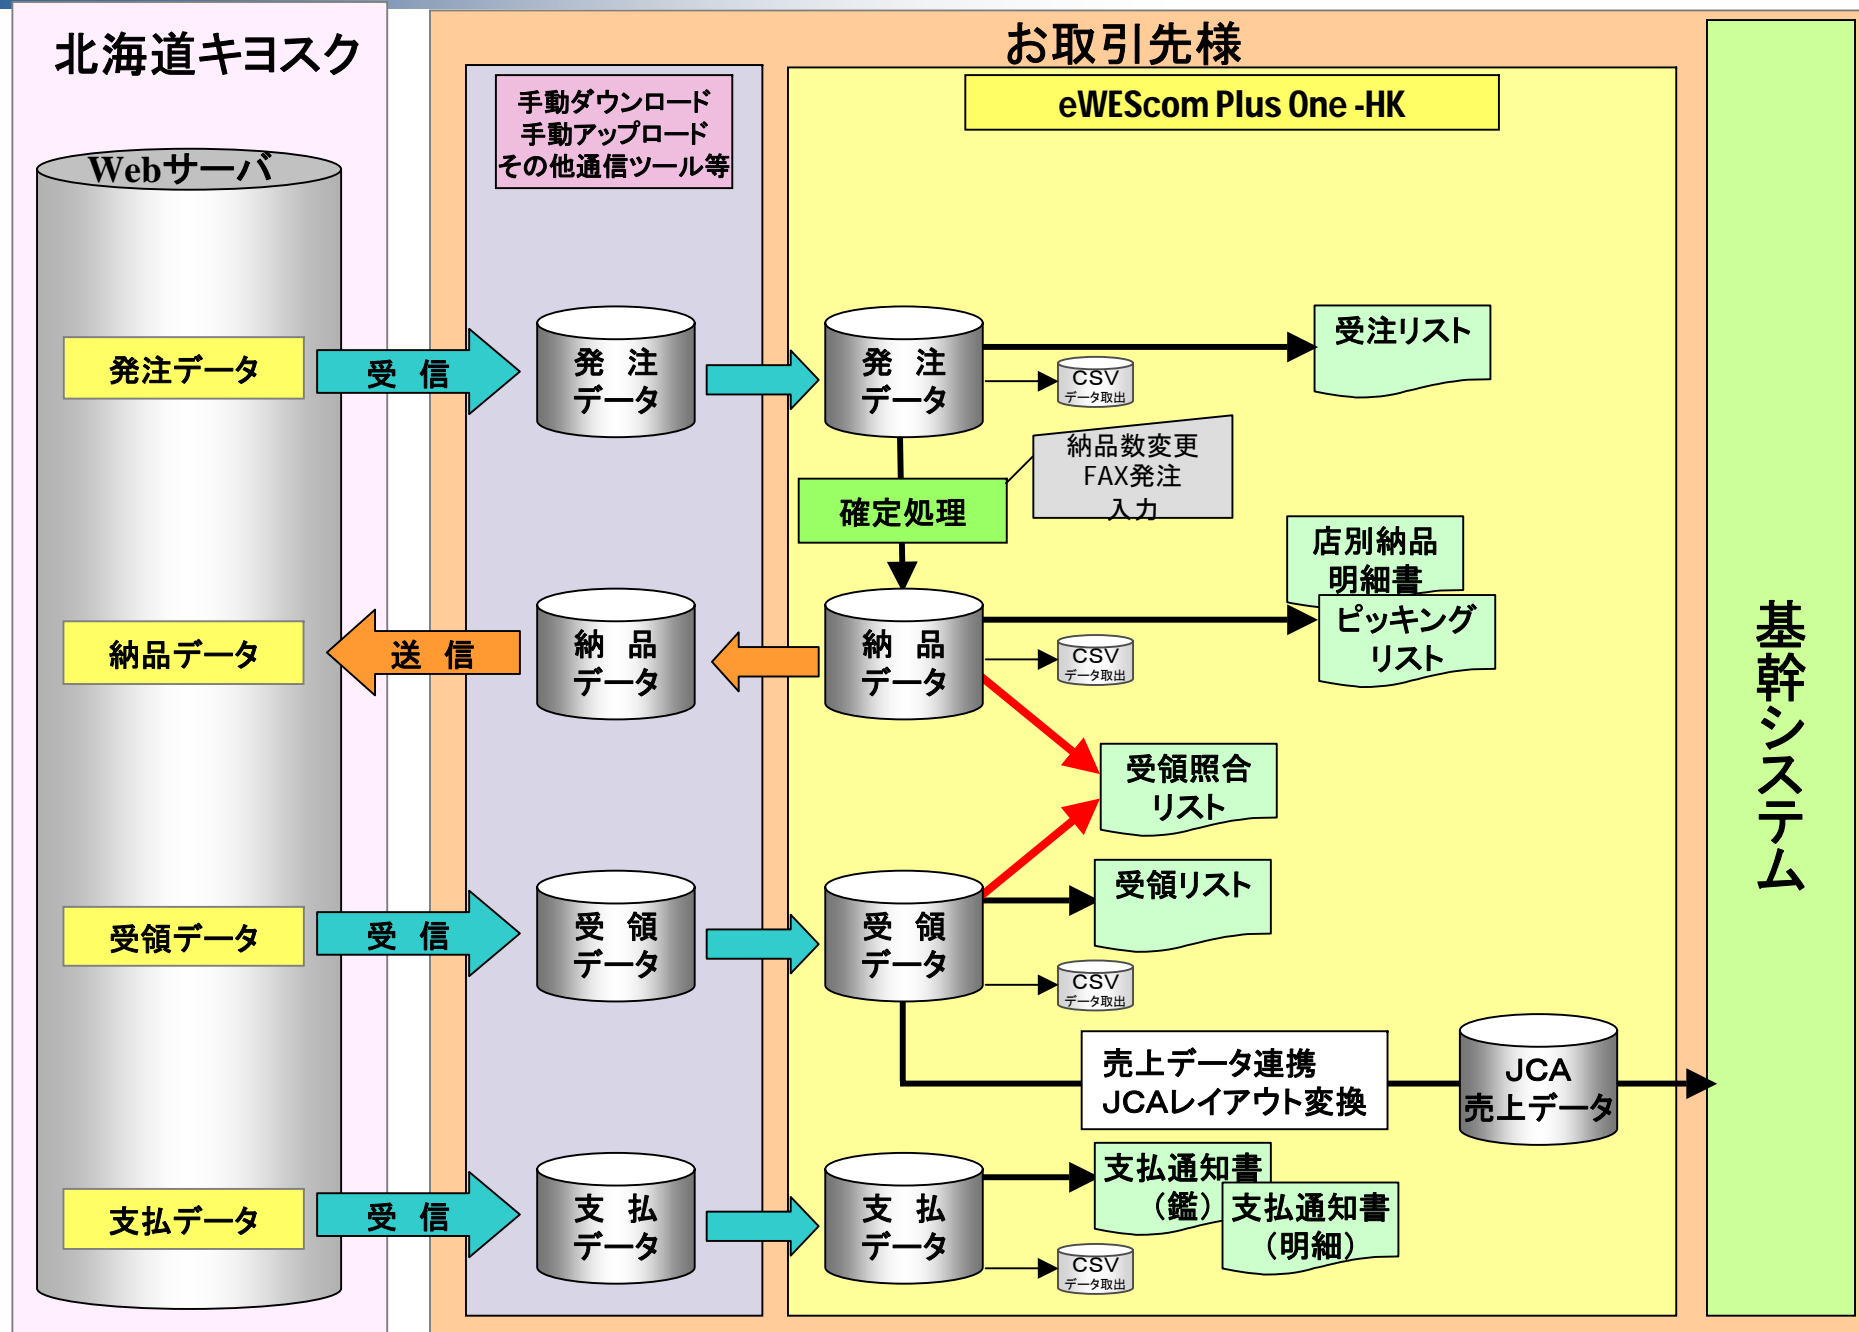 北海道キヨスク
お取引先様
手動ダウンロード
手動アップロード
その他通信ツール等
eWEScom Plus One -HK
Webサーバ
発注データ
受 信
発 注
データ
発 注
データ
CSV
データ取出
受注リスト
納品数変更
FAX発注
入力
確定処理
店別納品
明細書
ピッキング
リスト
納品データ
送 信
納 品
データ
納 品
データ
CSV
データ取出
受領照合
リスト
受領リスト
受領データ
受 信
受 領
データ
受 領
データ
CSV
データ取出
売上データ連携
JCAレイアウト変換
JCA
売上データ
支払データ
受 信
支 払
データ
支 払
データ
支払通知書
（鑑）
支払通知書
（明細）
CSV
データ取出
基幹システム